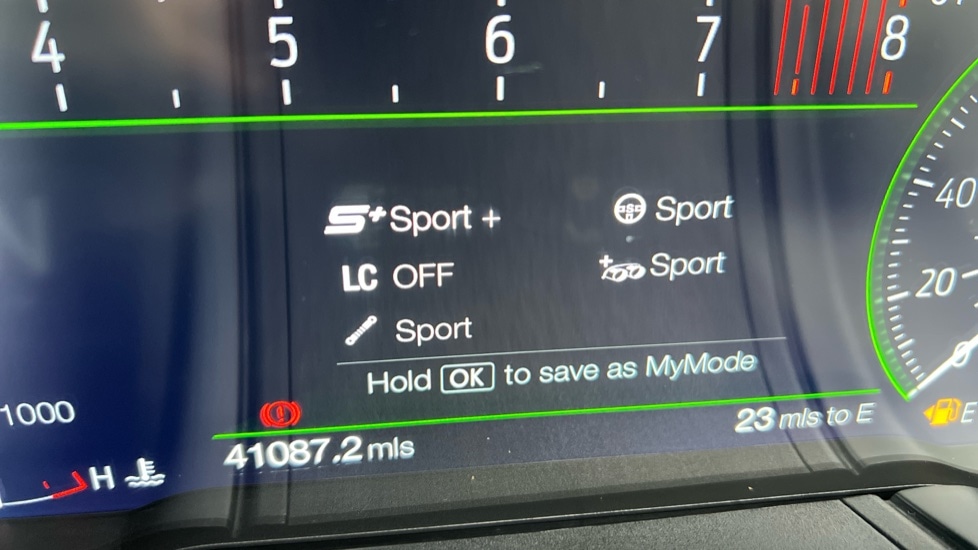 4 5 6 7 8
S+ Sport + Sport
40
LC OFF Sport
20
Sport
0
Hold OK to save as MyMode
1000 23 mls to E E
41087.2 mls
H